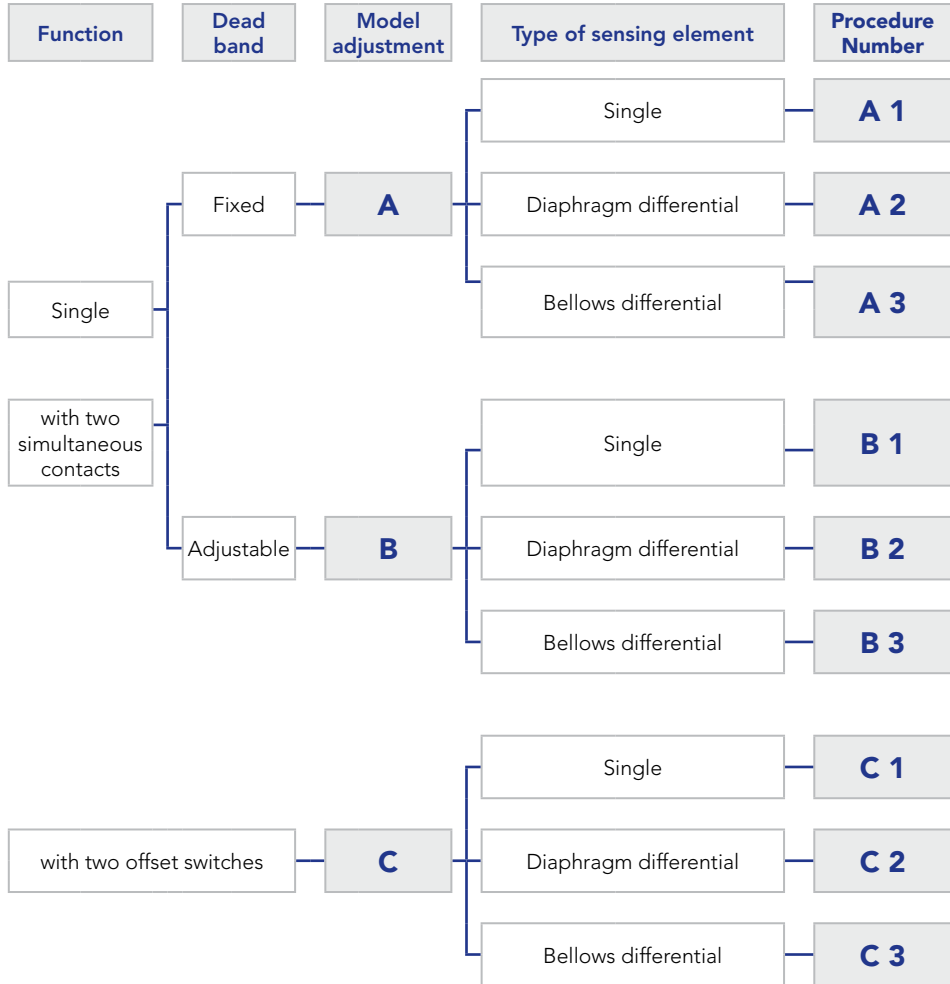 Function
Dead
band
Model
adjustment
Type of sensing element
Procedure
Number
Single
A 1
Fixed
A
Diaphragm differential
A 2
Single
Bellows differential
A 3
with two
simultaneous
contacts
Single
B 1
Adjustable
B
Diaphragm differential
B 2
Bellows differential
B 3
Single
C 1
with two offset switches
C
Diaphragm differential
C 2
Bellows differential
C 3